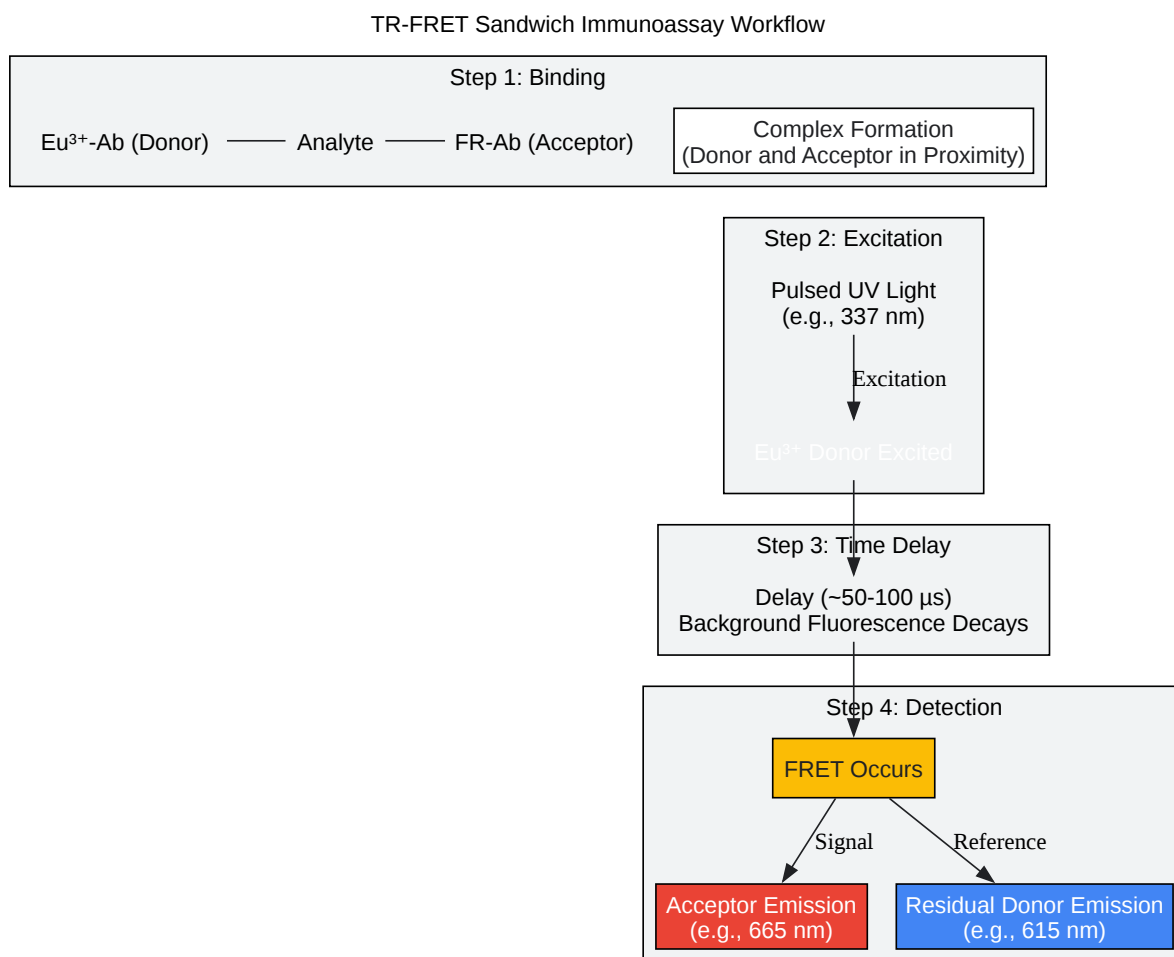 TR-FRET Sandwich Immunoassay Workflow
Step 1: Binding
Eu³⁺-Ab (Donor)
Analyte
FR-Ab (Acceptor)
Complex Formation
(Donor and Acceptor in Proximity)
Step 2: Excitation
Pulsed UV Light
(e.g., 337 nm)
Excitation
Eu³⁺ Donor Excited
Step 3: Time Delay
Delay (~50-100 µs)
Background Fluorescence Decays
Step 4: Detection
FRET Occurs
Signal
Reference
Acceptor Emission
(e.g., 665 nm)
Residual Donor Emission
(e.g., 615 nm)